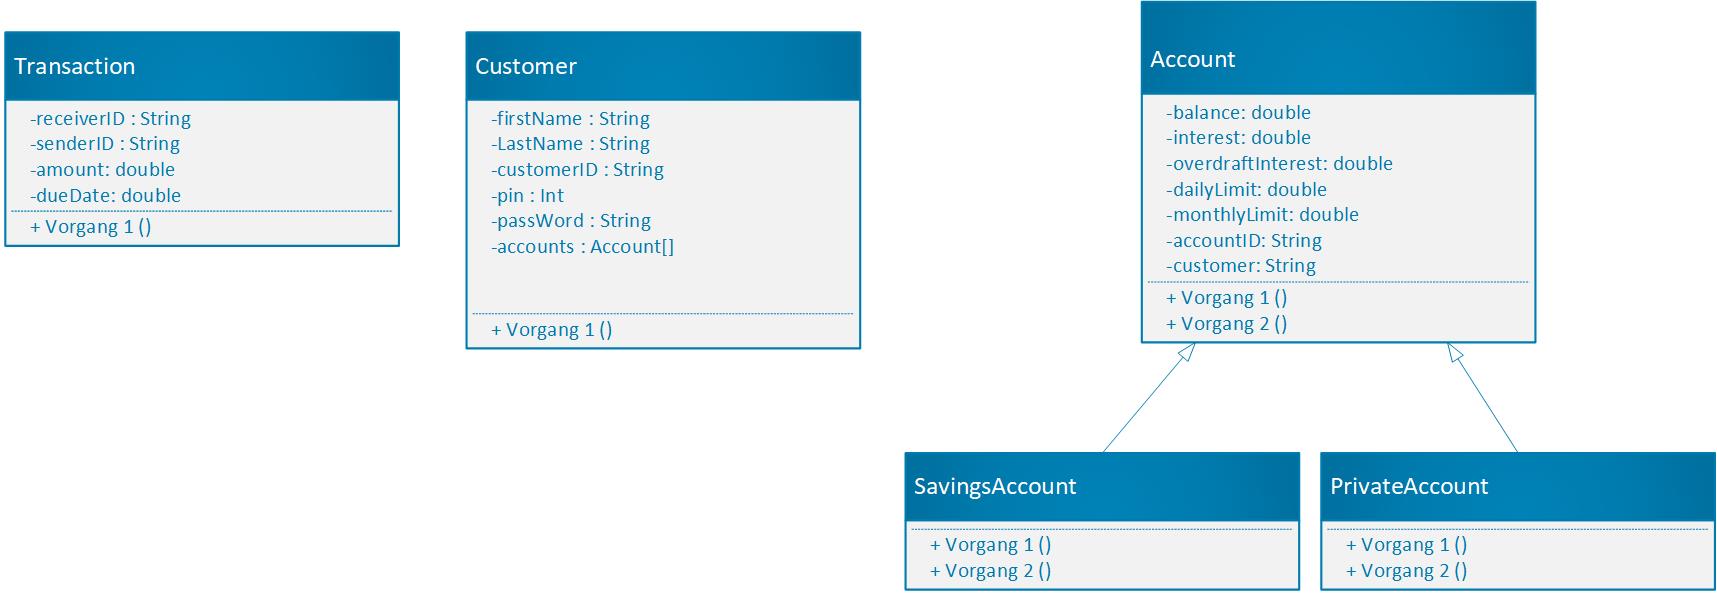 Transaction
-receiverID : String
-senderID : String
-amount: double
-dueDate: double
+ Vorgang 1 ()
Customer
-firstName : String
-LastName : String
-customerID : String
-pin : Int
-passWord : String
-accounts : Account[]
+ Vorgang 1 ()
Account
-balance: double
-interest: double
-overdraftInterest: double
-dailyLimit: double
-monthlyLimit: double
-accountID: String
-customer: String
+ Vorgang 1 ()
+ Vorgang 2 ()
SavingsAccount
+ Vorgang 1 ()
+ Vorgang 2 ()
PrivateAccount
+ Vorgang 1 ()
+ Vorgang 2 ()